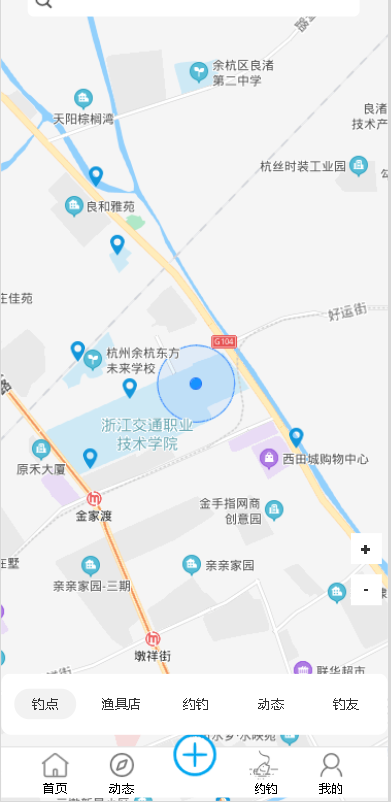 余杭区良渚
第二中学
天阳棕榈湾
良渚
技术产
杭丝时装工业园
良和雅苑
庄佳苑
好运街
G104
杭州余杭东方
未来学校
浙江交通职业
技术学院
原禾大厦
西田城购物中心
金家渡
金手指网商
创意园
+
在墅
亲亲家园-三期
亲亲家园
-
墩祥街
联华超市
钓点
渔具店
约钓
动态
钓友
首页
动态
约钓
我的